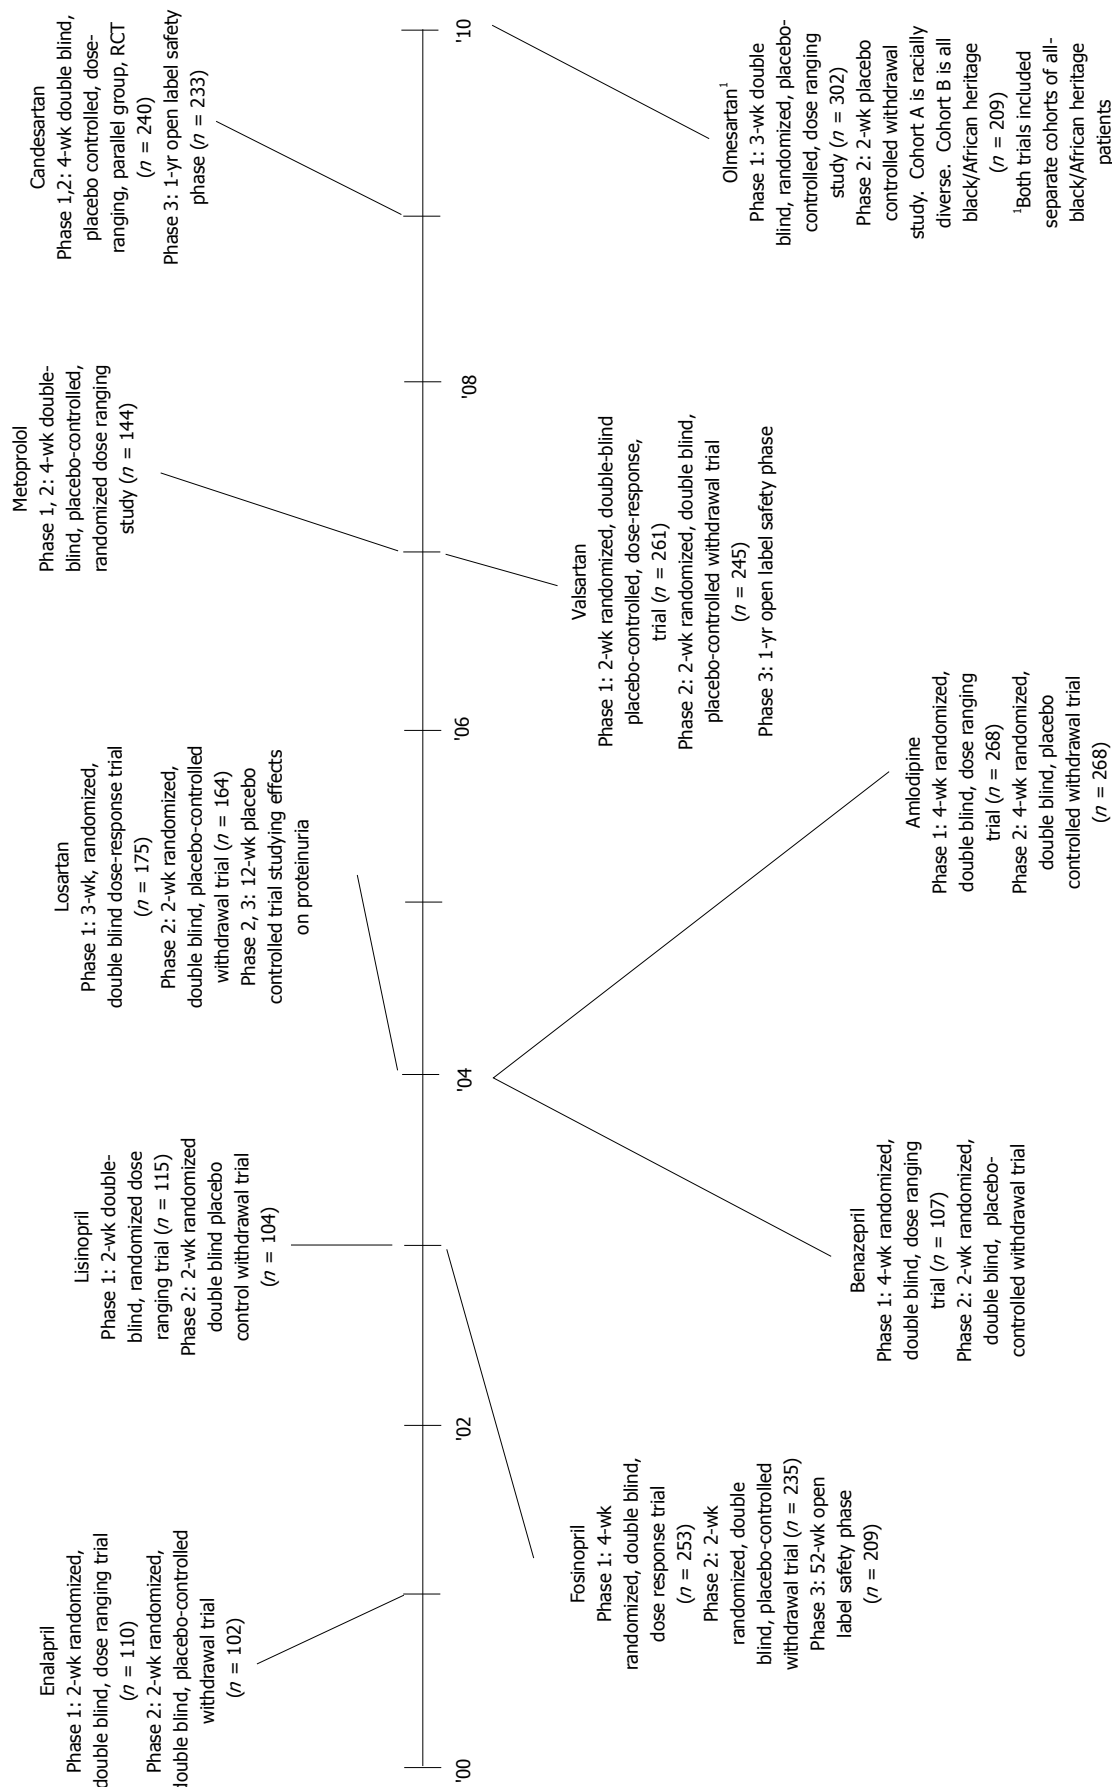 Enalapril
Phase 1: 2-wk randomized,
double blind, dose ranging trial
(n = 110)
Phase 2: 2-wk randomized,
double blind, placebo-controlled
withdrawal trial
(n = 102)
Lisinopril
Phase 1: 2-wk double-
blind, randomized dose
ranging trial (n = 115)
Phase 2: 2-wk randomized
double blind placebo
control withdrawal trial
(n = 104)
Losartan
Phase 1: 3-wk, randomized,
double blind dose-response trial
(n = 175)
Phase 2: 2-wk randomized,
double blind, placebo-controlled
withdrawal trial (n = 164)
Phase 2, 3: 12-wk placebo
controlled trial studying effects
on proteinuria
Metoprolol
Phase 1, 2: 4-wk double-
blind, placebo-controlled,
randomized dose ranging
study (n = 144)
Candesartan
Phase 1,2: 4-wk double blind,
placebo controlled, dose-
ranging, parallel group, RCT
(n = 240)
Phase 3: 1-yr open label safety
phase (n = 233)
'00
'02
'04
'06
'08
'10
Fosinopril
Phase 1: 4-wk
randomized, double blind,
dose response trial
(n = 253)
Phase 2: 2-wk
randomized, double
blind, placebo-controlled
withdrawal trial (n = 235)
Phase 3: 52-wk open
label safety phase
(n = 209)
Benazepril
Phase 1: 4-wk randomized,
double blind, dose ranging
trial (n = 107)
Phase 2: 2-wk randomized,
double blind, placebo-
controlled withdrawal trial
Amlodipine
Phase 1: 4-wk randomized,
double blind, dose ranging
trial (n = 268)
Phase 2: 4-wk randomized,
double blind, placebo
controlled withdrawal trial
(n = 268)
Valsartan
Phase 1: 2-wk randomized, double-blind
placebo-controlled, dose-response,
trial (n = 261)
Phase 2: 2-wk randomized, double blind,
placebo-controlled withdrawal trial
(n = 245)
Phase 3: 1-yr open label safety phase
Olmesartan¹
Phase 1: 3-wk double
blind, randomized, placebo-
controlled, dose ranging
study (n = 302)
Phase 2: 2-wk placebo
controlled withdrawal
study. Cohort A is racially
diverse. Cohort B is all
black/African heritage
(n = 209)
¹Both trials included
separate cohorts of all-
black/African heritage
patients